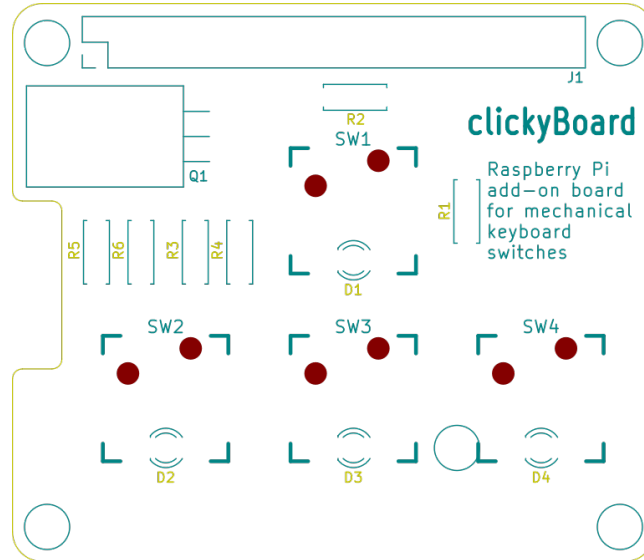 J1
R2
clickyBoard
SW1
Q1
Raspberry Pi
add-on board
for mechanical
keyboard
switches
R1
R5
R6
R3
R4
D1
SW2
SW3
SW4
D2
D3
D4